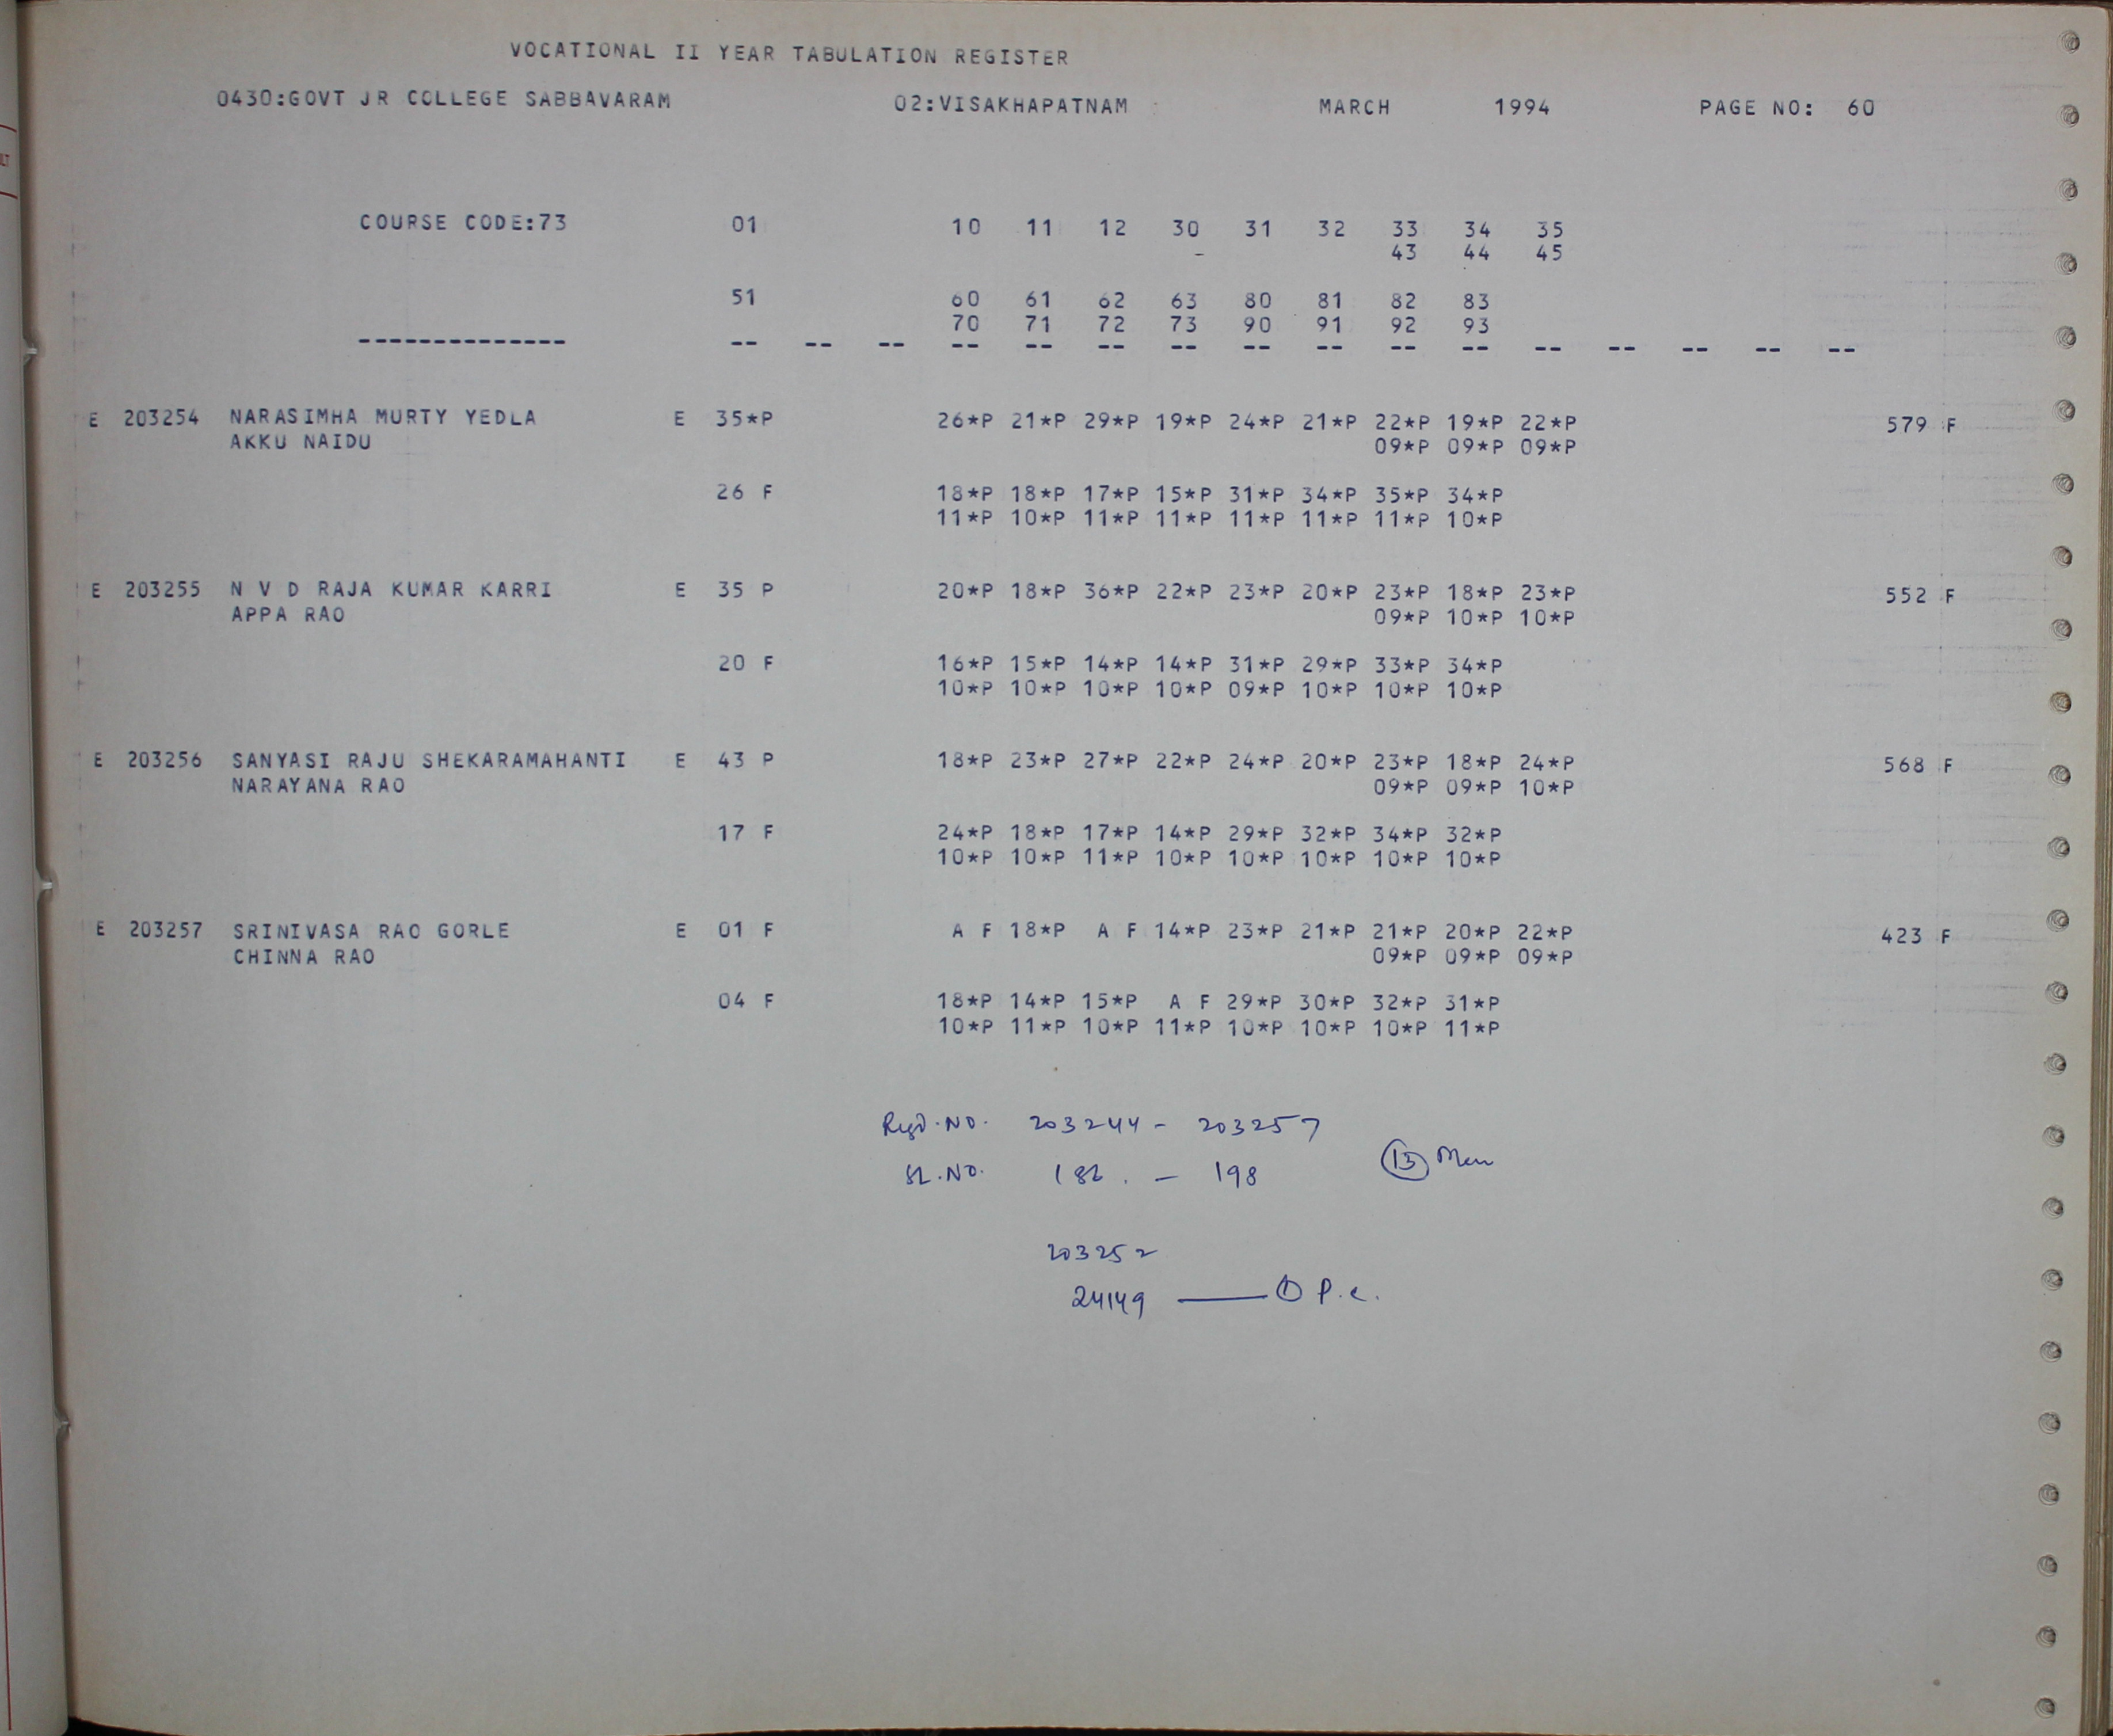 VOCATIONAL II YEAR TABULATION REGISTER
0430:GOVT JR COLLEGE SABBAVARAM 02:VISAKHAPATNAM MARCH 1994 PAGE NO: 60
COURSE CODE:73 01 10 11 12 30 31 32 33 34 35
43 44 45
51 60 61 62 63 80 81 82 83
70 71 72 73 90 91 92 93
-------------- -- -- -- -- -- -- -- -- -- -- -- -- -- -- -- --
E 203254 NARASIMHA MURTY YEDLA E 35*P 26*P 21*P 29*P 19*P 24*P 21*P 22*P 19*P 22*P 579 F
AKKU NAIDU 09*P 09*P 09*P
26 F 18*P 18*P 17*P 15*P 31*P 34*P 35*P 34*P
11*P 10*P 11*P 11*P 11*P 11*P 11*P 10*P
E 203255 N V D RAJA KUMAR KARRI E 35 P 20*P 18*P 36*P 22*P 23*P 20*P 23*P 18*P 23*P 552 F
APPA RAO 09*P 10*P 10*P
20 F 16*P 15*P 14*P 14*P 31*P 29*P 33*P 34*P
10*P 10*P 10*P 10*P 09*P 10*P 10*P 10*P
E 203256 SANYASI RAJU SHEKARAMAHANTI E 43 P 18*P 23*P 27*P 22*P 24*P 20*P 23*P 18*P 24*P 568 F
NARAYANA RAO 09*P 09*P 10*P
17 F 24*P 18*P 17*P 14*P 29*P 32*P 34*P 32*P
10*P 10*P 11*P 10*P 10*P 10*P 10*P 10*P
E 203257 SRINIVASA RAO GORLE E 01 F A F 18*P A F 14*P 23*P 21*P 21*P 20*P 22*P 423 F
CHINNA RAO 09*P 09*P 09*P
04 F 18*P 14*P 15*P A F 29*P 30*P 32*P 31*P
10*P 11*P 10*P 11*P 10*P 10*P 10*P 11*P
Regd.No. 203244 - 203257
SL.NO. - 198 13
203252
24149 — 1 P.C.